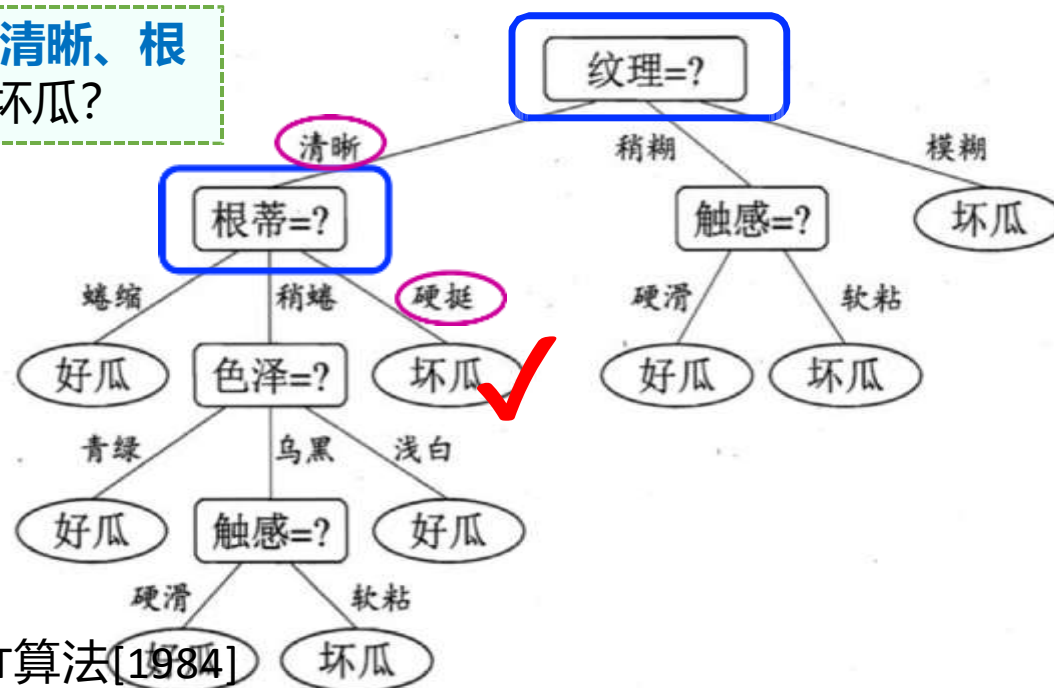 清晰、根
坏瓜?
纹理=?
清晰
稍糊
模糊
根蒂=?
触感=?
坏瓜
蜷缩
稍蜷
硬挺
硬滑
软粘
好瓜
色泽=?
坏瓜
好瓜
坏瓜
青绿
乌黑
浅白
好瓜
触感=?
好瓜
硬滑
软粘
好瓜
坏瓜
算法[1984]